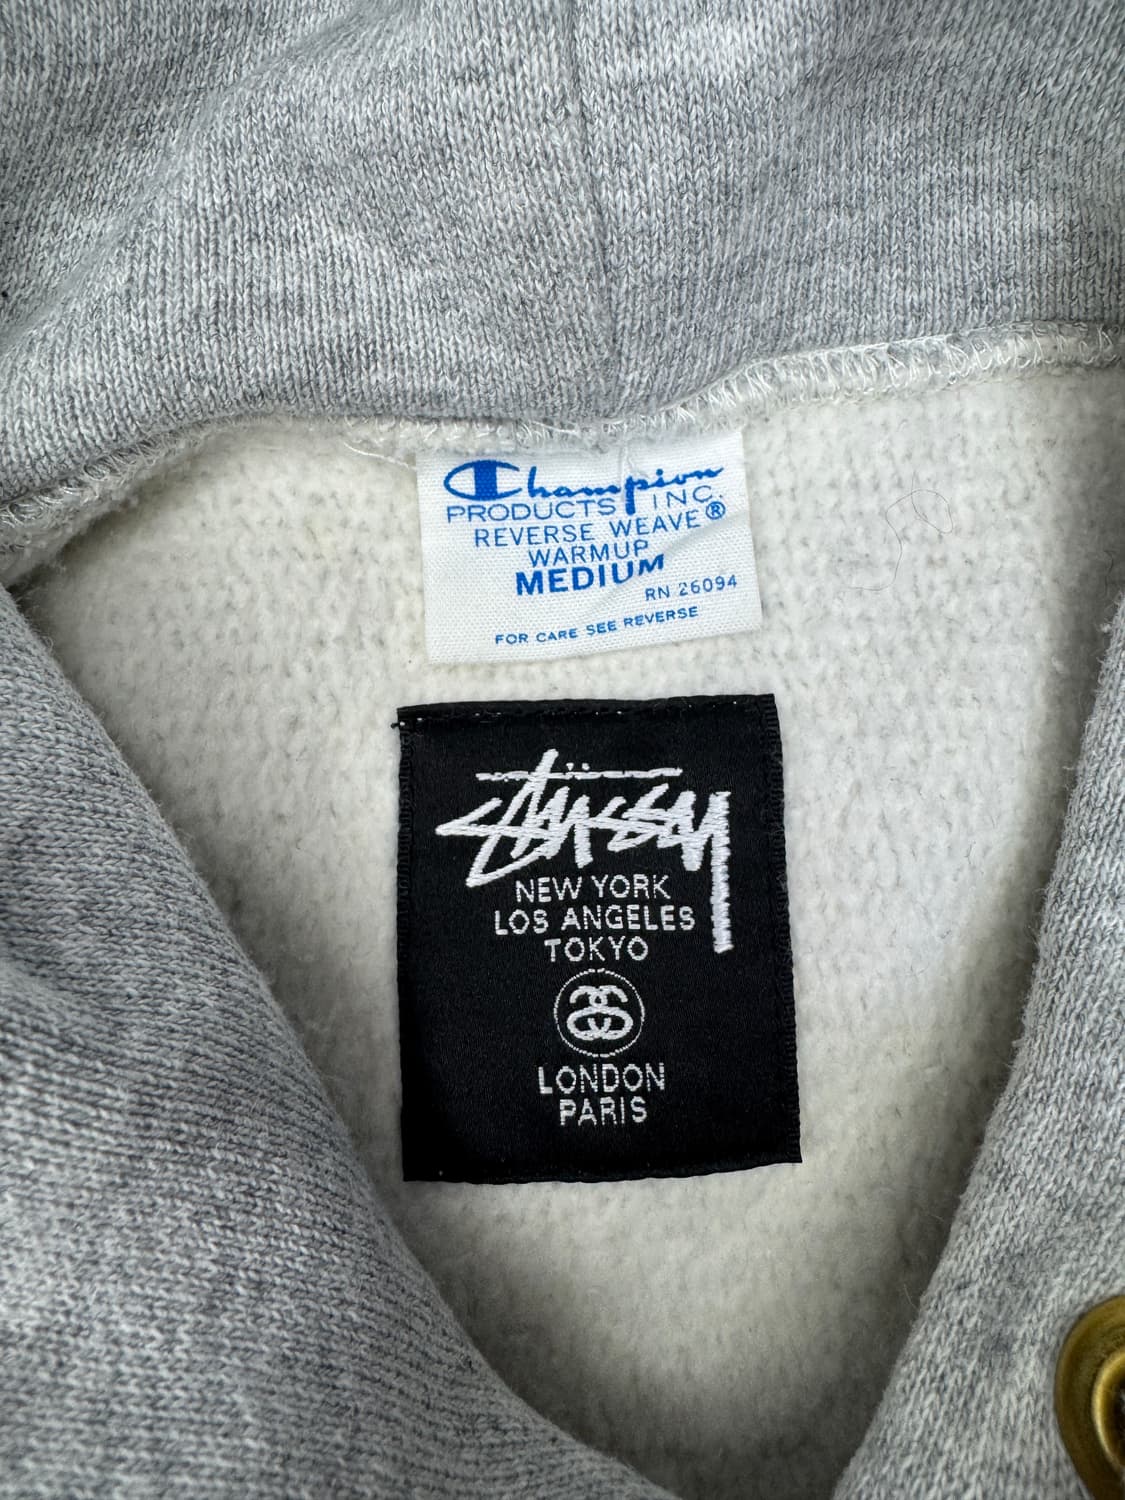 Champion
PRODUCTS INC.
REVERSE WEAVE®
WARMUP
MEDIUM
RN 26094
FOR CARE SEE REVERSE
Stüssy
NEW YORK
LOS ANGELES
TOKYO
LONDON
PARIS